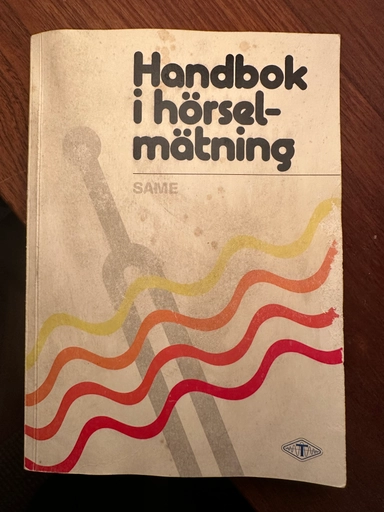 Handbok
i hörsel-
mätning
SAME